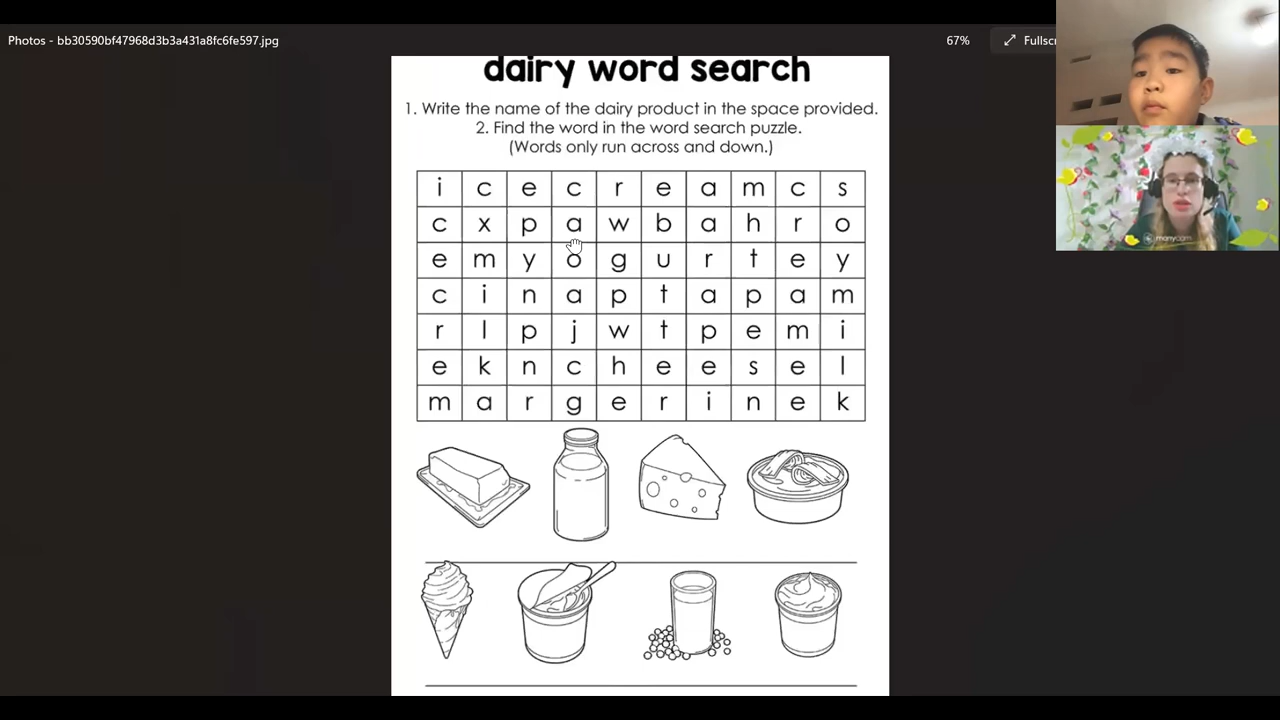 Photos - bb30590bf47968d3b3a431a8fc6fe597.jpg
67%
Fullscr
dairy word search
1. Write the name of the dairy product in the space provided.
2. Find the word in the word search puzzle.
(Words only run across and down.)
i c e c r e a m c s
c x p a w b a h r o
e m y o g u r t e y
c i n a p t a p a m
r l p j w t p e m i
e k n c h e e s e l
m a r g e r i n e k
manycam